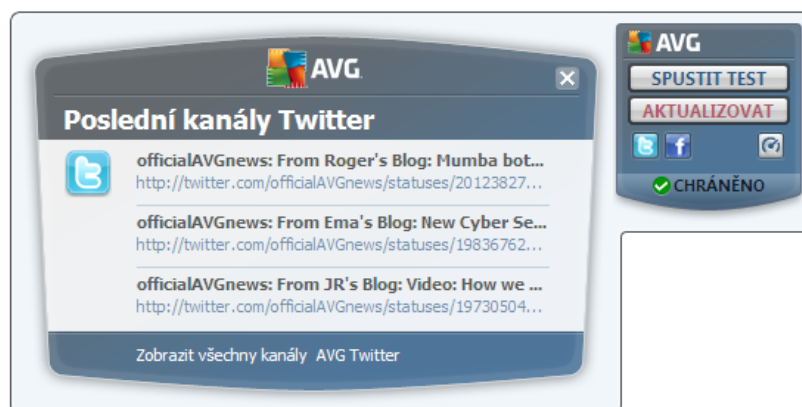 AVG
Poslední kanály Twitter
officialAVGnews: From Roger's Blog: Mumba bot...
http://twitter.com/officialAVGnews/statuses/20123827...
officialAVGnews: From Ema's Blog: New Cyber Se...
http://twitter.com/officialAVGnews/statuses/19836762...
officialAVGnews: From JR's Blog: Video: How we ...
http://twitter.com/officialAVGnews/statuses/19730504...
Zobrazit všechny kanály AVG Twitter
AVG
SPUSTIT TEST
AKTUALIZOVAT
CHRÁNĚNO